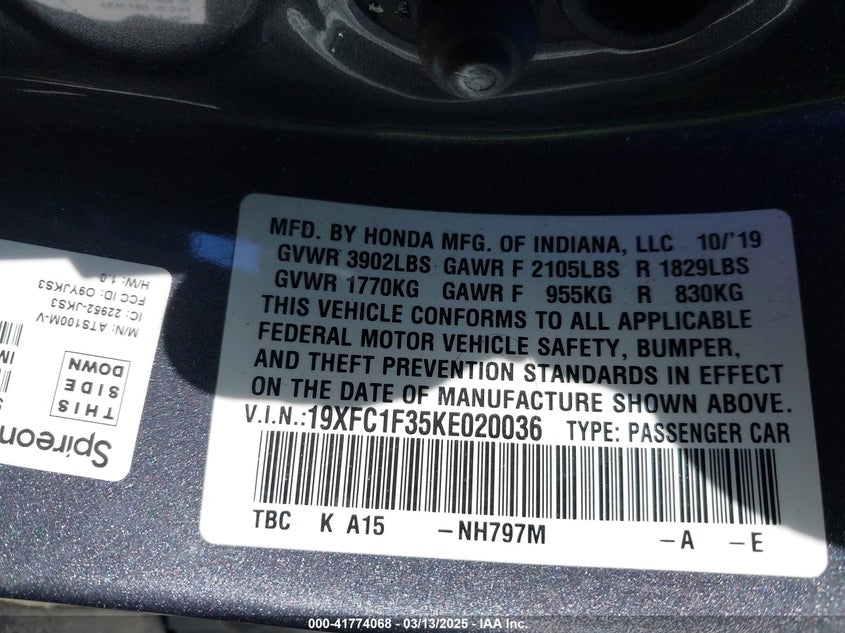 MFD. BY HONDA MFG. OF INDIANA, LLC 10/'19
GVWR 3902LBS GAWR F 2105LBS R 1829LBS
GVWR 1770KG GAWR F 955KG R 830KG
THIS VEHICLE CONFORMS TO ALL APPLICABLE
FEDERAL MOTOR VEHICLE SAFETY, BUMPER,
AND THEFT PREVENTION STANDARDS IN EFFECT
ON THE DATE OF MANUFACTURE SHOWN ABOVE.
V.I.N.:19XFC1F35KE020036 TYPE: PASSENGER CAR
TBC K A15 -NH797M -A -E
Spireon
THIS
SIDE
DOWN
M/N: ATS100M-V
IC: 22952-JKS3
FCC ID: O9YJKS3
H/W: 1.0
000-41774068 - 03/13/2025 - IAA Inc.